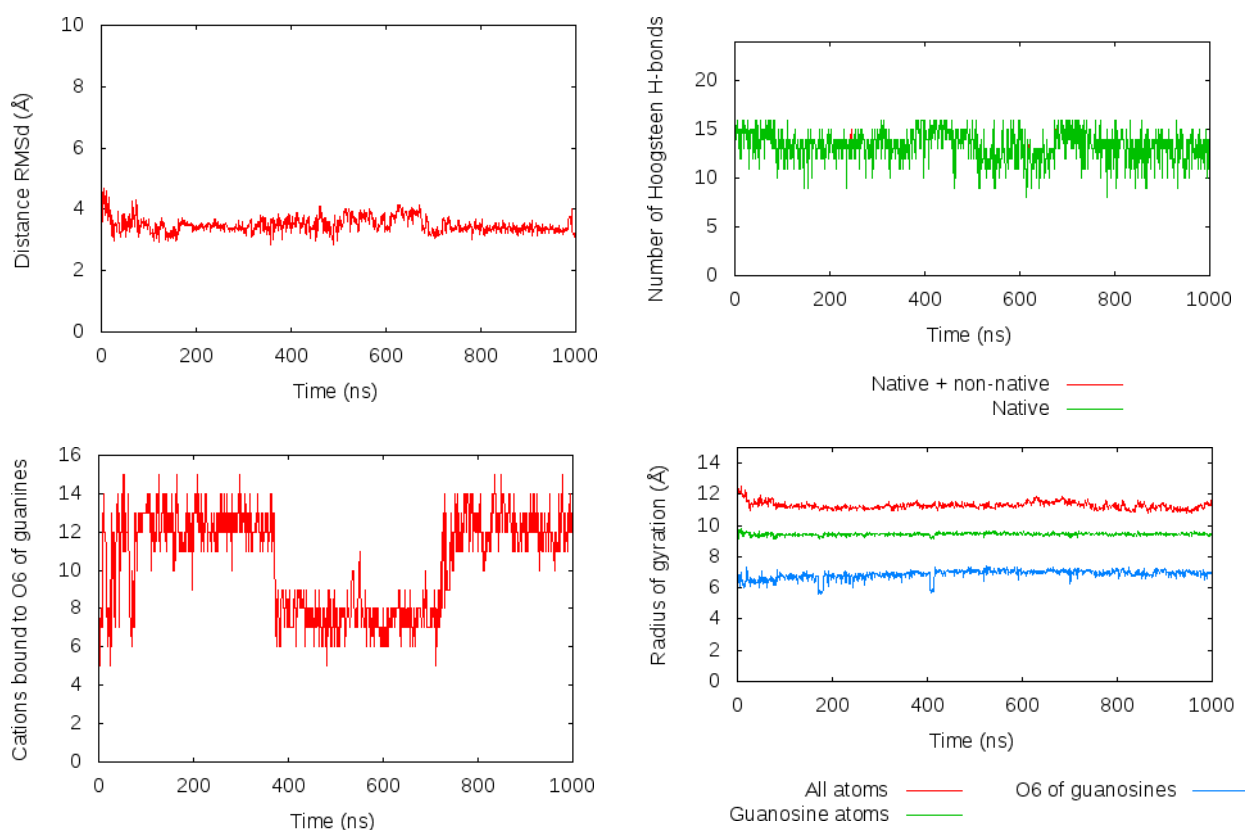 Distance RMSd (Å)
10
8
6
4
2
0
0 200 400 600 800 1000
Time (ns)
Number of Hoogsteen H-bonds
20
15
10
5
0
0 200 400 600 800 1000
Time (ns)
Native + non-native
Native
Cations bound to O6 of guanines
16
14
12
10
8
6
4
2
0
0 200 400 600 800 1000
Time (ns)
Radius of gyration (Å)
14
12
10
8
6
4
2
0
0 200 400 600 800 1000
Time (ns)
All atoms
O6 of guanosines
Guanosine atoms